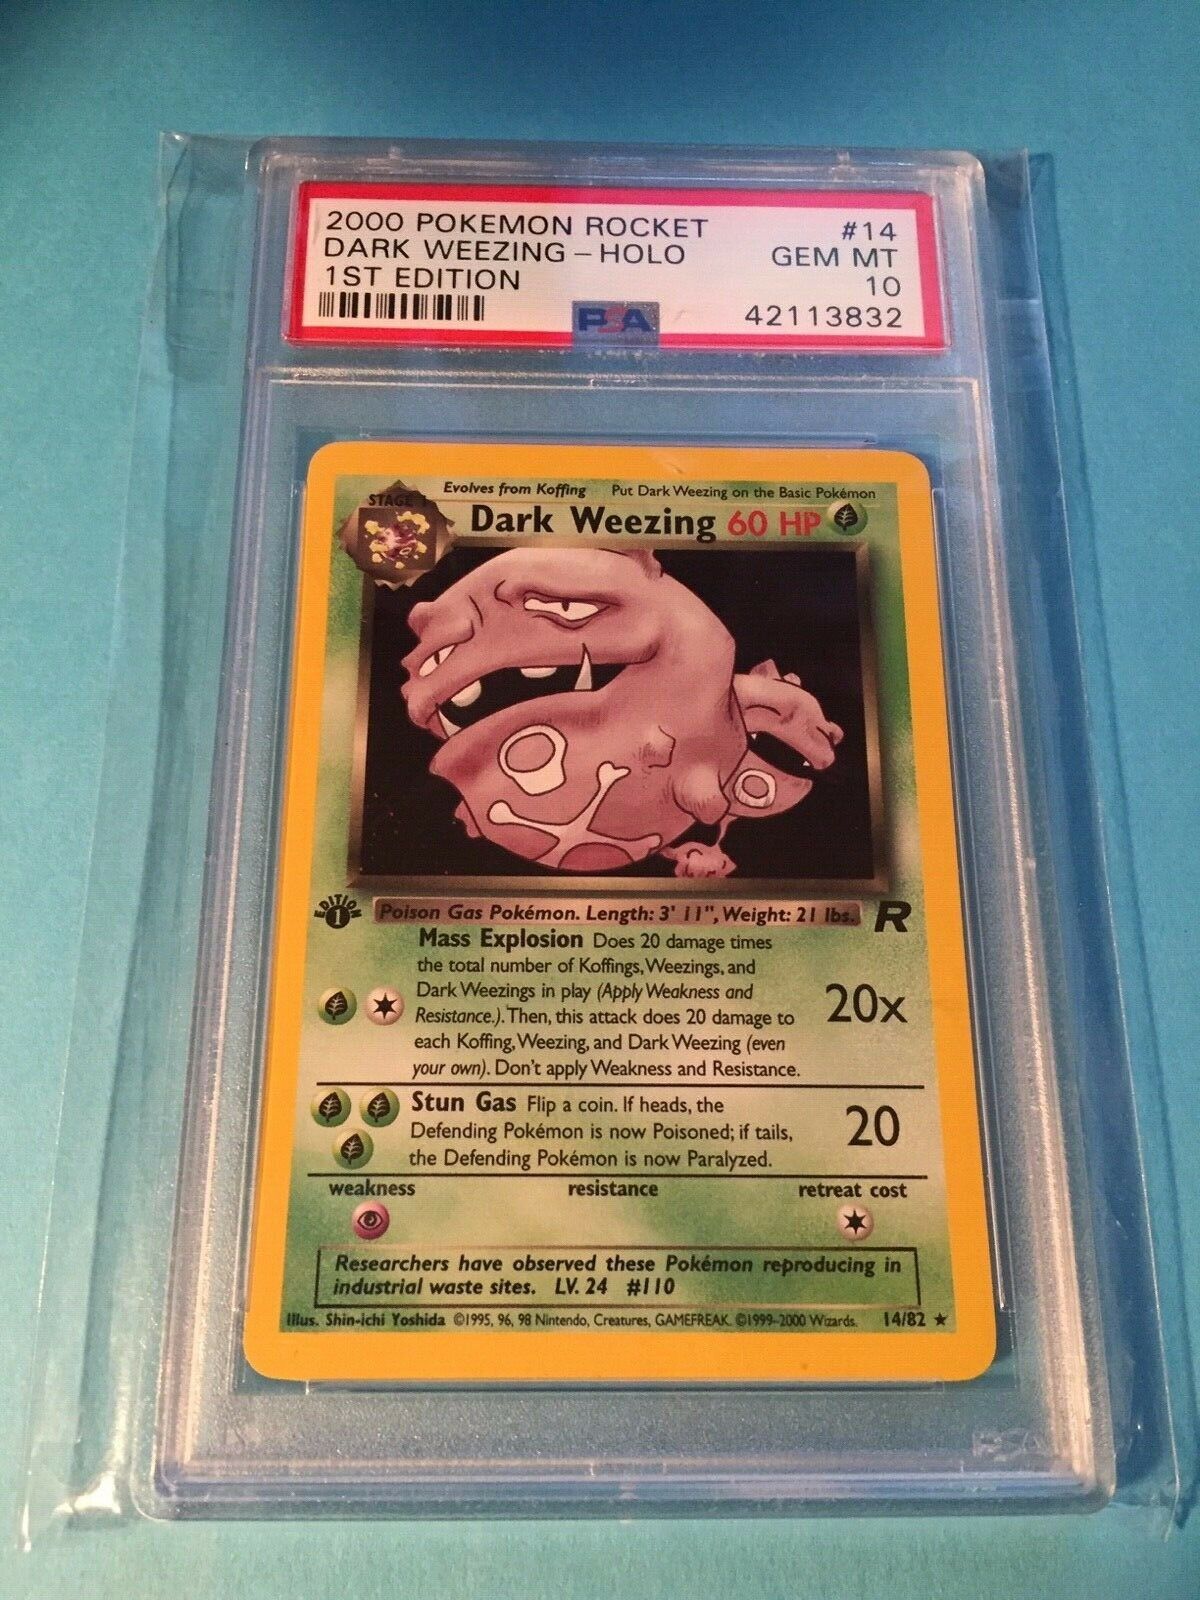 2000 POKEMON ROCKET #14
DARK WEEZING - HOLO GEM MT
1ST EDITION 10
PSA 42113832
STAGE 1
Evolves from Koffing Put Dark Weezing on the Basic Pokémon
Dark Weezing 60 HP
EDITION 1
Poison Gas Pokémon. Length: 3' 11", Weight: 21 lbs. R
Mass Explosion Does 20 damage times
the total number of Koffings, Weezings, and
Dark Weezings in play (Apply Weakness and
Resistance.). Then, this attack does 20 damage to
each Koffing, Weezing, and Dark Weezing (even
your own). Don't apply Weakness and Resistance.
20x
Stun Gas Flip a coin. If heads, the
Defending Pokémon is now Poisoned; if tails,
the Defending Pokémon is now Paralyzed.
20
weakness resistance retreat cost
Researchers have observed these Pokémon reproducing in
industrial waste sites. LV. 24 #110
Illus. Shin-ichi Yoshida ©1995, 96, 98 Nintendo, Creatures, GAMEFREAK. ©1999-2000 Wizards. 14/82 ★
PSA